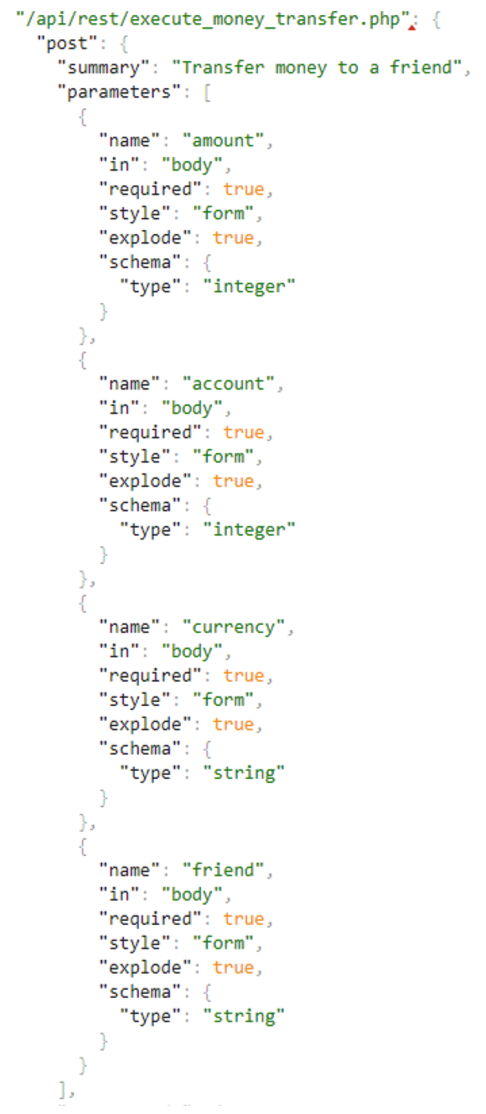 "/api/rest/execute_money_transfer.php": {
"post": {
"summary": "Transfer money to a friend",
"parameters": [
{
"name": "amount",
"in": "body",
"required": true,
"style": "form",
"explode": true,
"schema": {
"type": "integer"
}
},
{
"name": "account",
"in": "body",
"required": true,
"style": "form",
"explode": true,
"schema": {
"type": "integer"
}
},
{
"name": "currency",
"in": "body",
"required": true,
"style": "form",
"explode": true,
"schema": {
"type": "string"
}
},
{
"name": "friend",
"in": "body",
"required": true,
"style": "form",
"explode": true,
"schema": {
"type": "string"
}
}
],